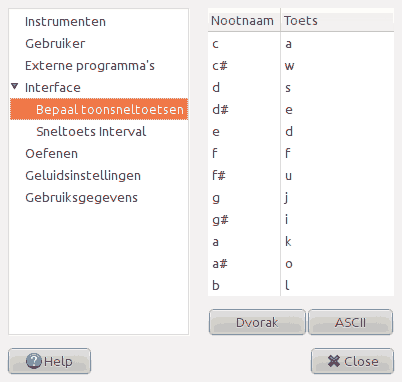 Instrumenten
Gebruiker
Externe programma's
Interface
Bepaal toonsneltoetsen
Sneltoets Interval
Oefenen
Geluidsinstellingen
Gebruiksgegevens
Nootnaam Toets
c a
c# w
d s
d# e
e d
f f
f# u
g j
g# i
a k
a# o
b l
Dvorak ASCII
Help Close